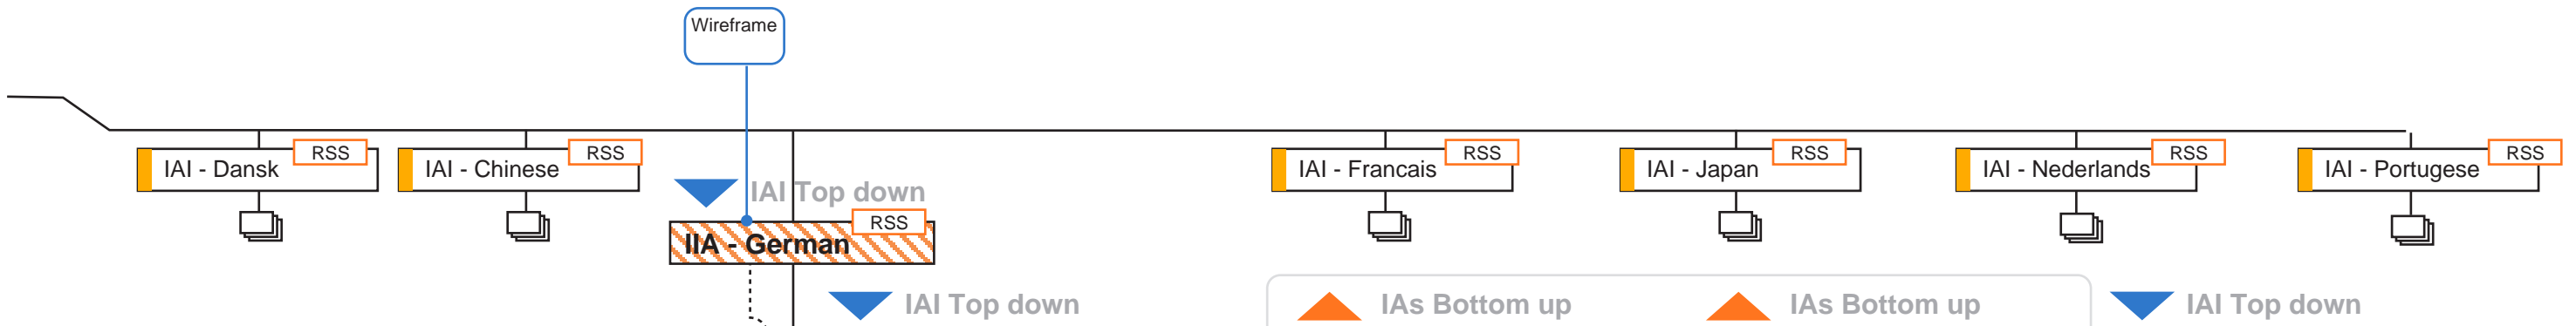 Wireframe
IAI - Dansk
RSS
IAI - Chinese
RSS
IAI - Francais
RSS
IAI - Japan
RSS
IAI - Nederlands
RSS
IAI - Portugese
RSS
IAI Top down
IIA - German
RSS
IAI Top down
IAs Bottom up
IAs Bottom up
IAI Top down